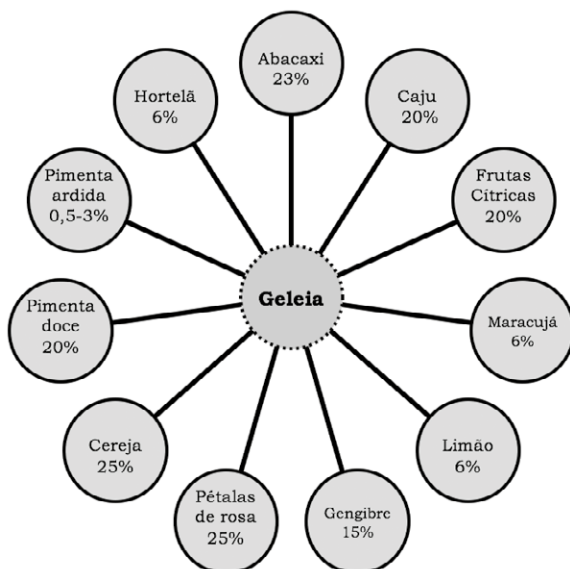 Abacaxi
23%
Caju
20%
Frutas
Cítricas
20%
Maracujá
6%
Limão
6%
Gengibre
15%
Pétalas
de rosa
25%
Cereja
25%
Pimenta
doce
20%
Pimenta
ardida
0,5-3%
Hortelã
6%
Geleia